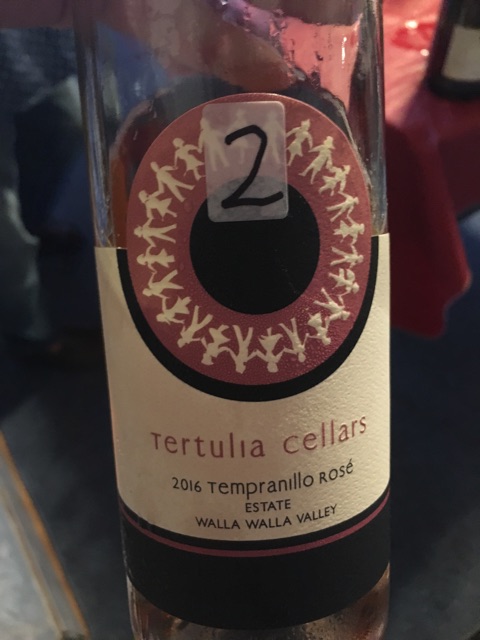 2
Tertulia cellars
2016 Tempranillo Rosé
ESTATE
WALLA WALLA VALLEY